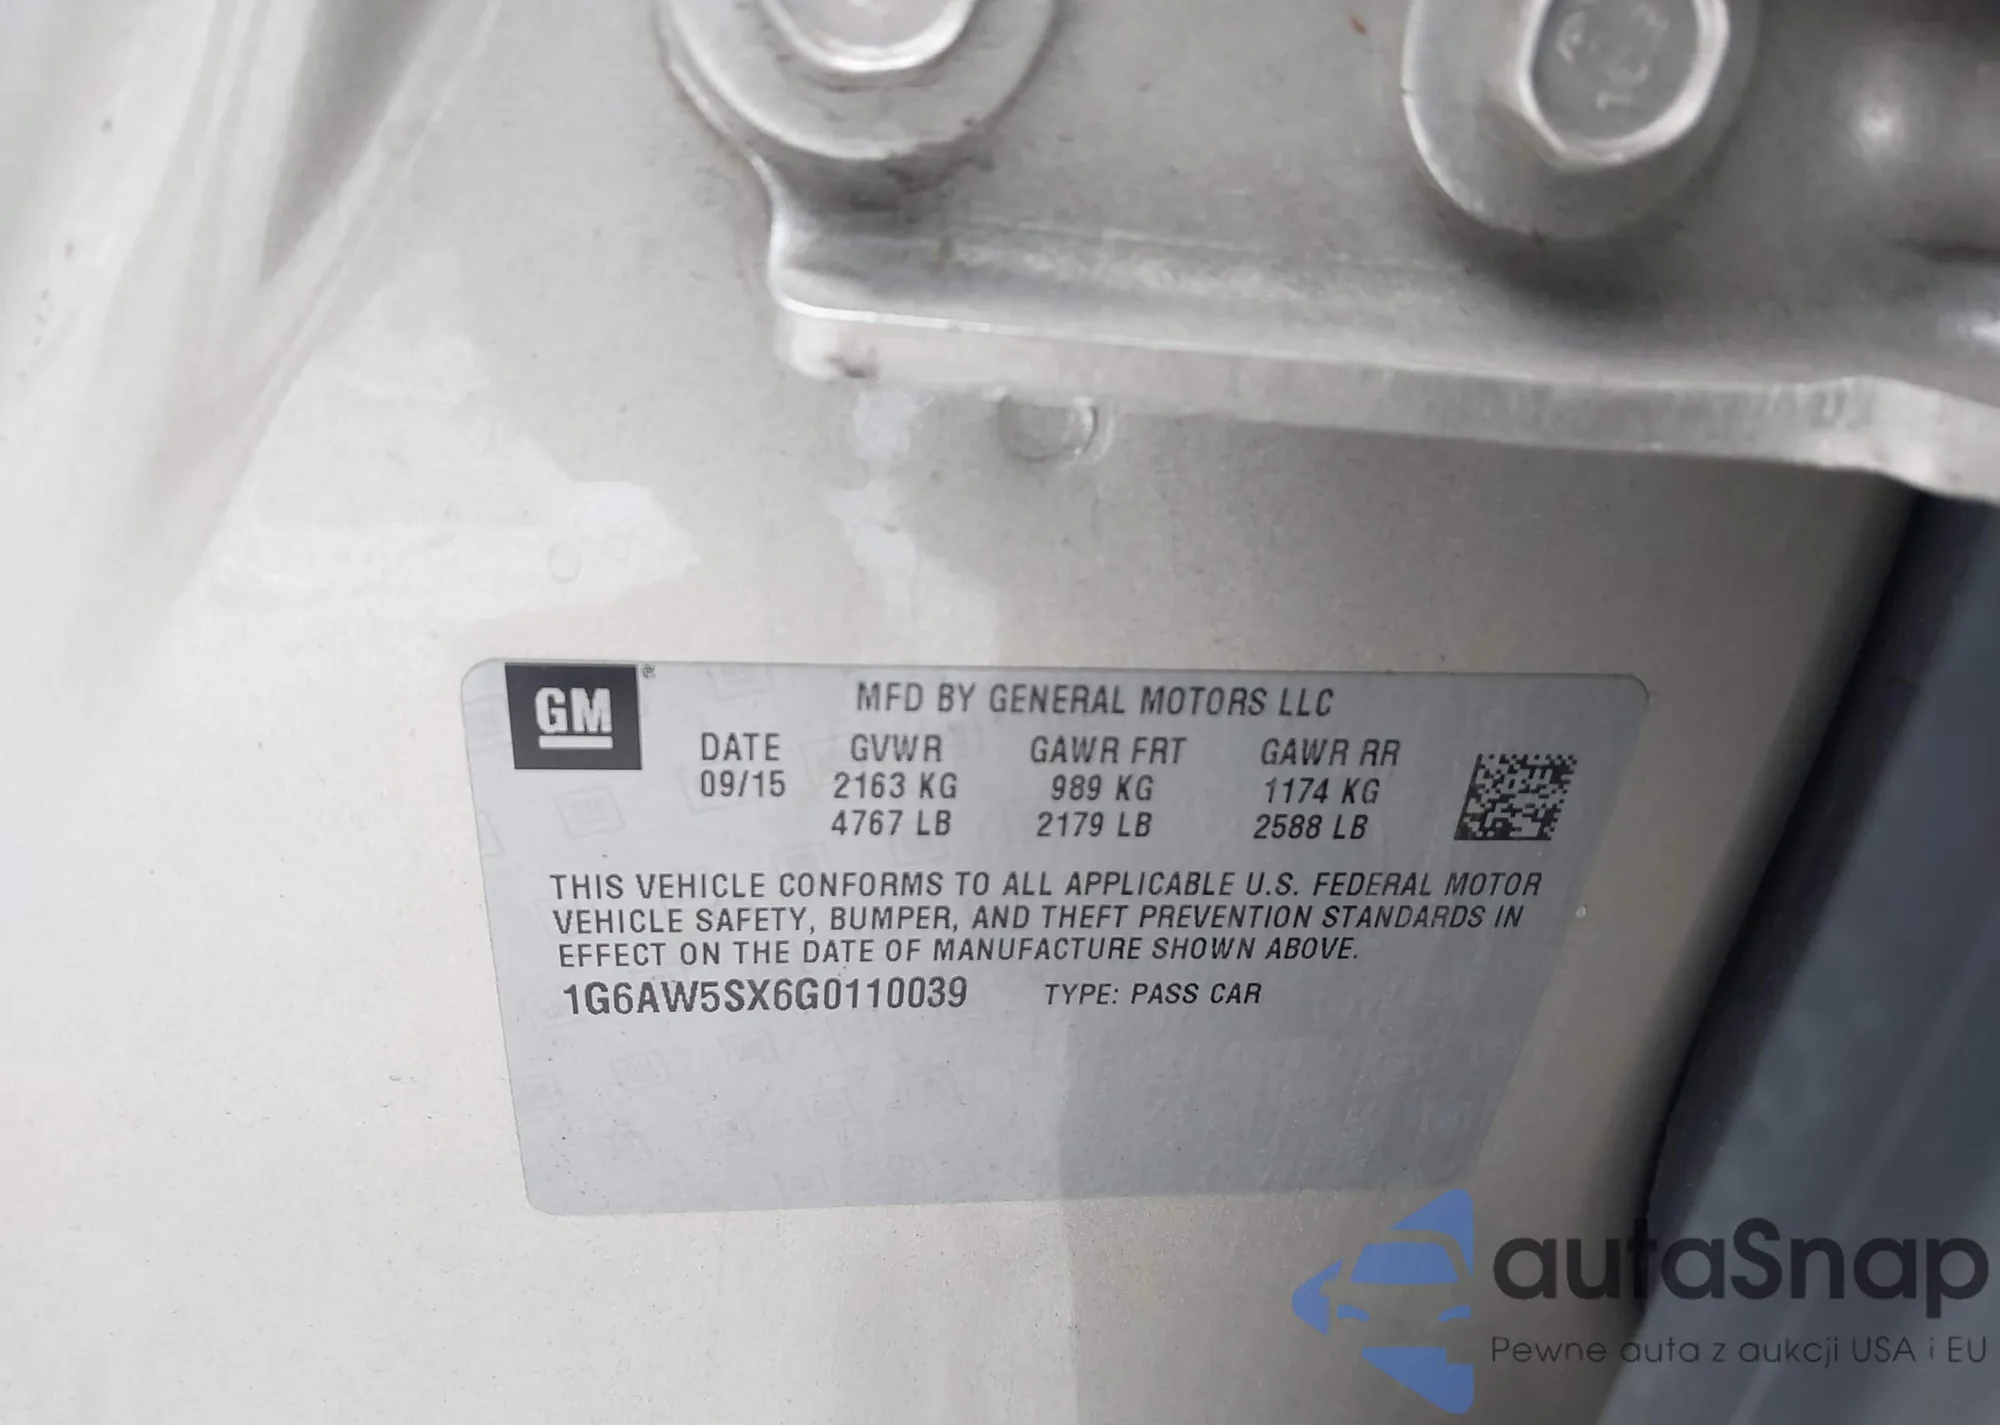 GM ®
MFD BY GENERAL MOTORS LLC
DATE GVWR GAWR FRT GAWR RR
09/15 2163 KG 989 KG 1174 KG
4767 LB 2179 LB 2588 LB
THIS VEHICLE CONFORMS TO ALL APPLICABLE U.S. FEDERAL MOTOR
VEHICLE SAFETY, BUMPER, AND THEFT PREVENTION STANDARDS IN
EFFECT ON THE DATE OF MANUFACTURE SHOWN ABOVE.
1G6AW5SX6G0110039 TYPE: PASS CAR
autaSnap
Pewne auta z aukcji USA i EU